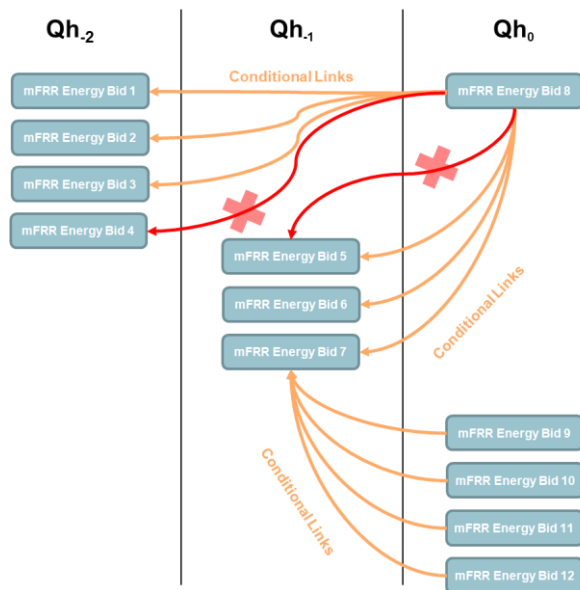 Qh-2
Qh-1
Qh0
Conditional Links
mFRR Energy Bid 1
mFRR Energy Bid 8
mFRR Energy Bid 2
mFRR Energy Bid 3
mFRR Energy Bid 4
mFRR Energy Bid 5
mFRR Energy Bid 6
mFRR Energy Bid 7
Conditional Links
mFRR Energy Bid 9
mFRR Energy Bid 10
mFRR Energy Bid 11
mFRR Energy Bid 12
Conditional Links